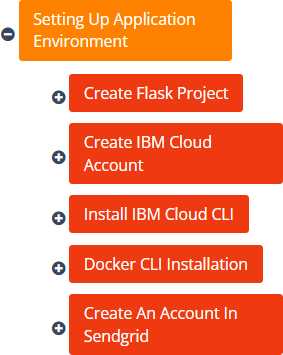 Setting Up Application
Environment
Create Flask Project
Create IBM Cloud
Account
Install IBM Cloud CLI
Docker CLI Installation
Create An Account In
Sendgrid